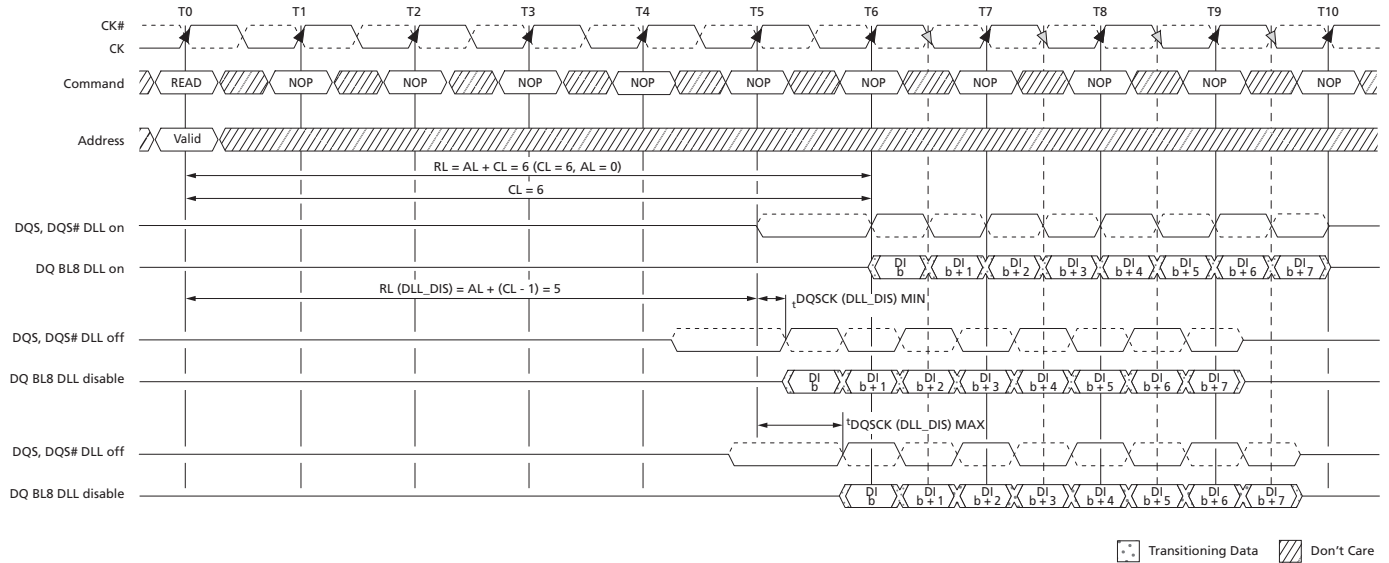 T0 T1 T2 T3 T4 T5 T6 T7 T8 T9 T10
CK#
CK
Command READ NOP NOP NOP NOP NOP NOP NOP NOP NOP NOP
Address Valid
RL = AL + CL = 6 (CL = 6, AL = 0)
CL = 6
DQS, DQS# DLL on
DQ BL8 DLL on DI b DI b + 1 DI b + 2 DI b + 3 DI b + 4 DI b + 5 DI b + 6 DI b + 7
RL (DLL_DIS) = AL + (CL - 1) = 5
tDQSCK (DLL_DIS) MIN
DQS, DQS# DLL off
DQ BL8 DLL disable DI b DI b + 1 DI b + 2 DI b + 3 DI b + 4 DI b + 5 DI b + 6 DI b + 7
tDQSCK (DLL_DIS) MAX
DQS, DQS# DLL off
DQ BL8 DLL disable DI b DI b + 1 DI b + 2 DI b + 3 DI b + 4 DI b + 5 DI b + 6 DI b + 7
Transitioning Data Don't Care